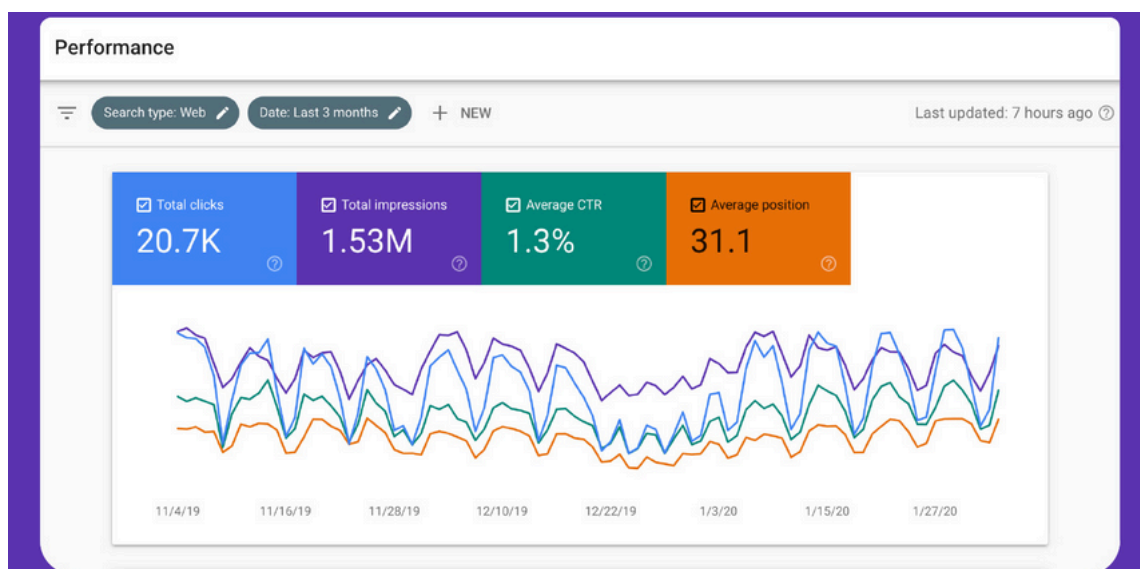 Performance
Search type: Web Date: Last 3 months + NEW Last updated: 7 hours ago ?
Total clicks Total impressions Average CTR Average position
20.7K 1.53M 1.3% 31.1
? ? ? ?
11/4/19 11/16/19 11/28/19 12/10/19 12/22/19 1/3/20 1/15/20 1/27/20